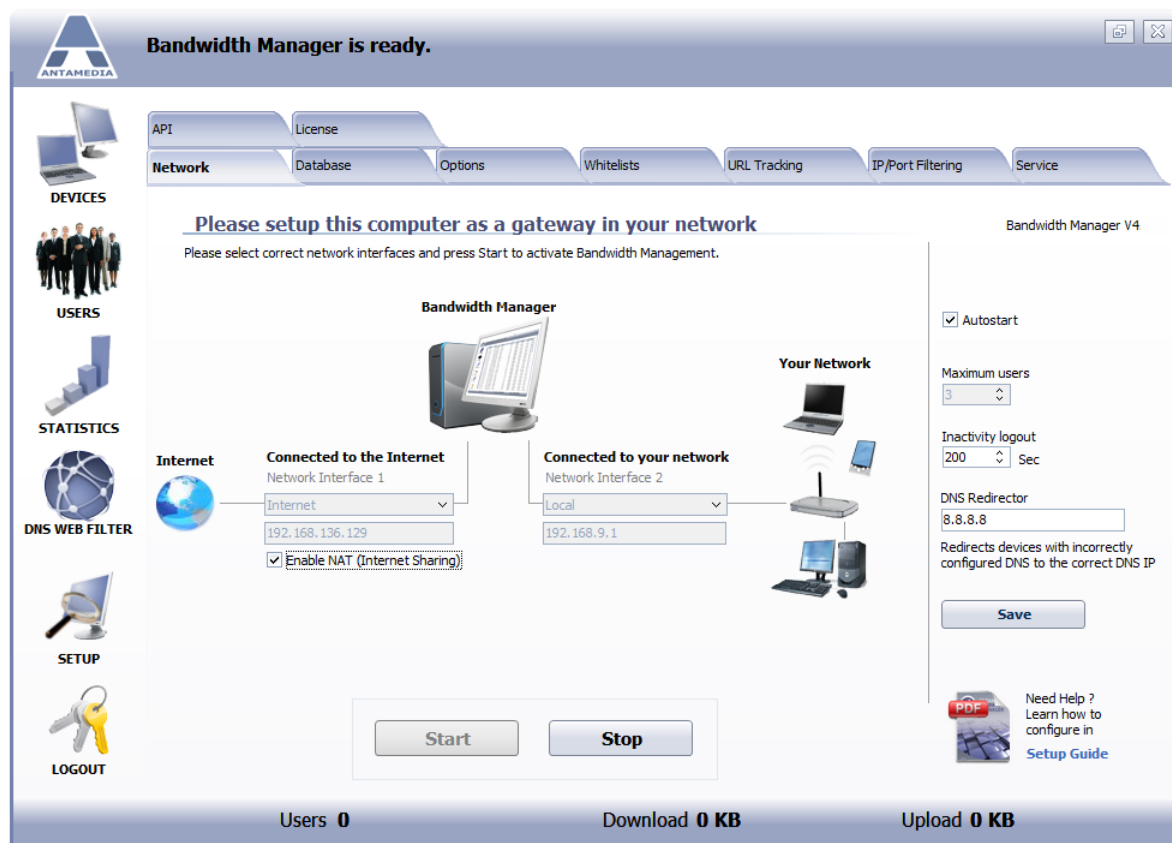 ANTAMEDIA
Bandwidth Manager is ready.
DEVICES
USERS
STATISTICS
DNS WEB FILTER
SETUP
LOGOUT
API
License
Network
Database
Options
Whitelists
URL Tracking
IP/Port Filtering
Service
Please setup this computer as a gateway in your network
Please select correct network interfaces and press Start to activate Bandwidth Management.
Bandwidth Manager
Your Network
Internet
Connected to the Internet
Network Interface 1
Internet
192.168.136.129
Enable NAT (Internet Sharing)
Connected to your network
Network Interface 2
Local
192.168.9.1
Start
Stop
Bandwidth Manager V4
Autostart
Maximum users
3
Inactivity logout
200
Sec
DNS Redirector
8.8.8.8
Redirects devices with incorrectly
configured DNS to the correct DNS IP
Save
PDF
Need Help ?
Learn how to
configure in
Setup Guide
Users 0
Download 0 KB
Upload 0 KB